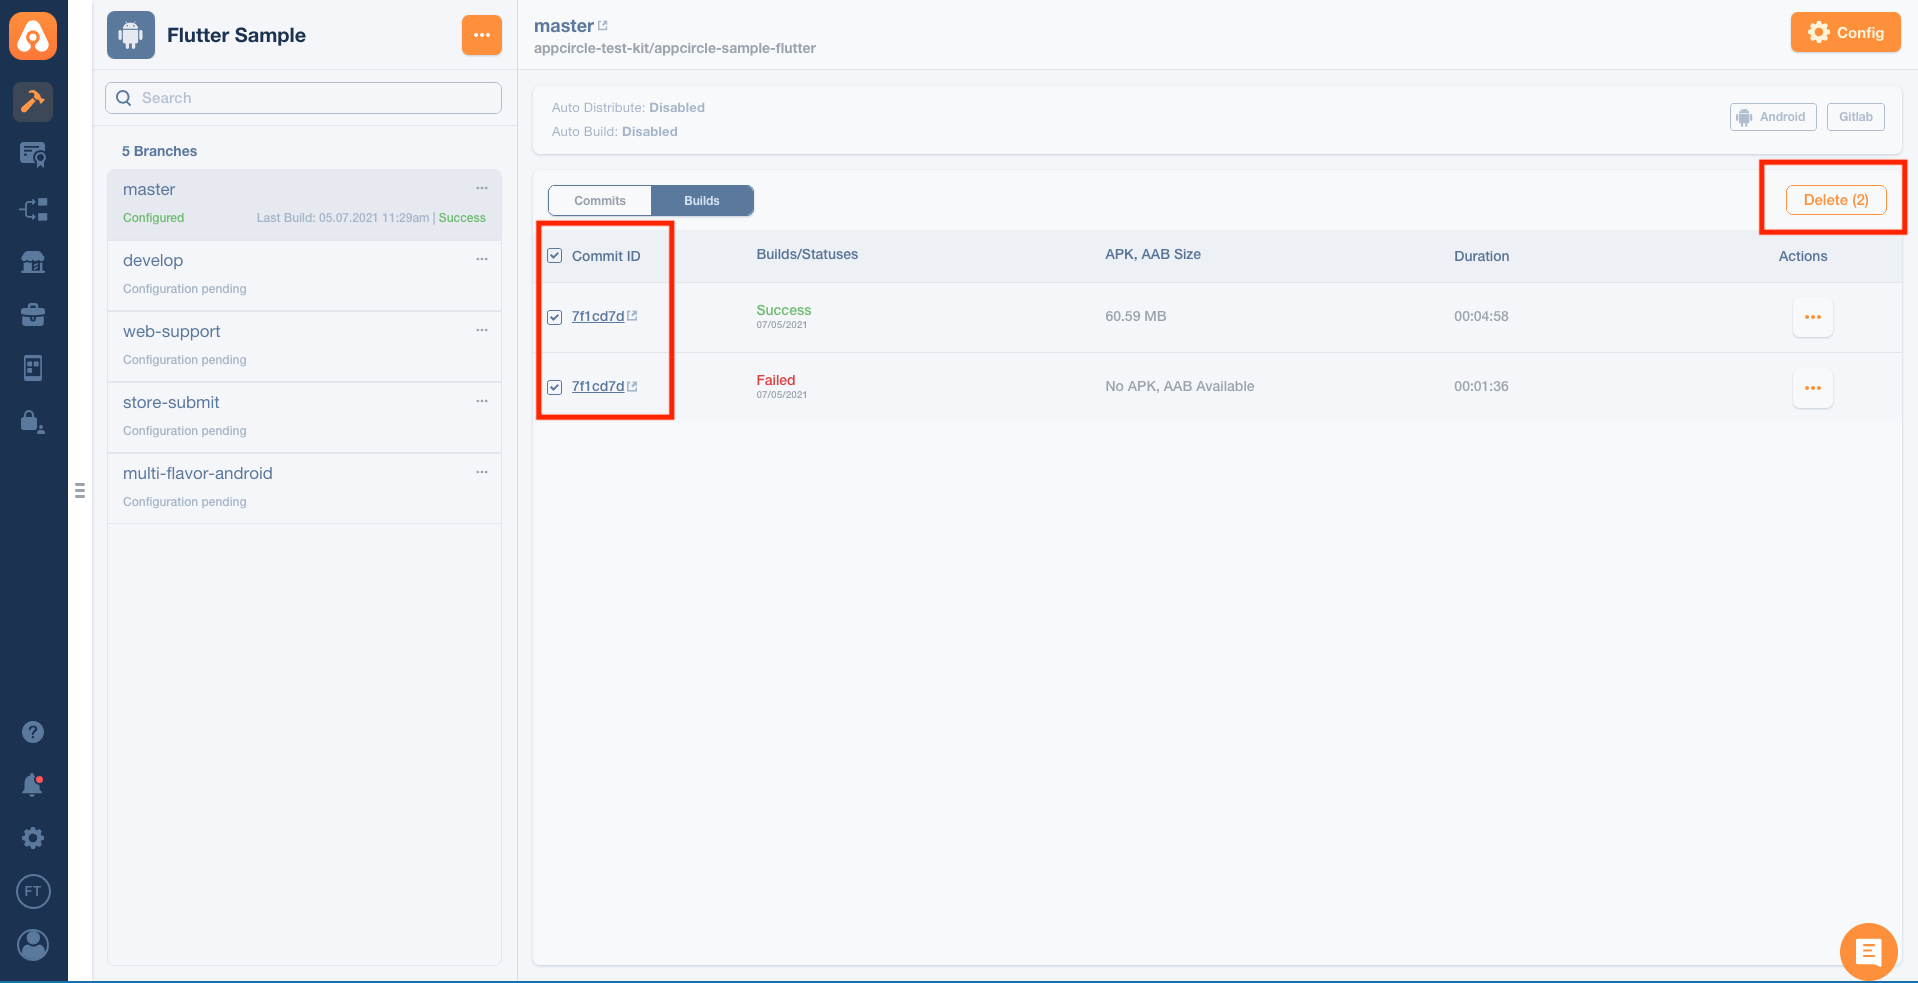 Flutter Sample
...
Search
5 Branches
master
...
Configured
Last Build: 05.07.2021 11:29am | Success
develop
...
Configuration pending
web-support
...
Configuration pending
store-submit
...
Configuration pending
multi-flavor-android
...
Configuration pending
?
FT
master
appcircle-test-kit/appcircle-sample-flutter
Config
Auto Distribute: Disabled
Auto Build: Disabled
Android
Gitlab
Commits
Builds
Delete (2)
Commit ID
Builds/Statuses
APK, AAB Size
Duration
Actions
7f1cd7d
Success
07/05/2021
60.59 MB
00:04:58
...
7f1cd7d
Failed
07/05/2021
No APK, AAB Available
00:01:36
...